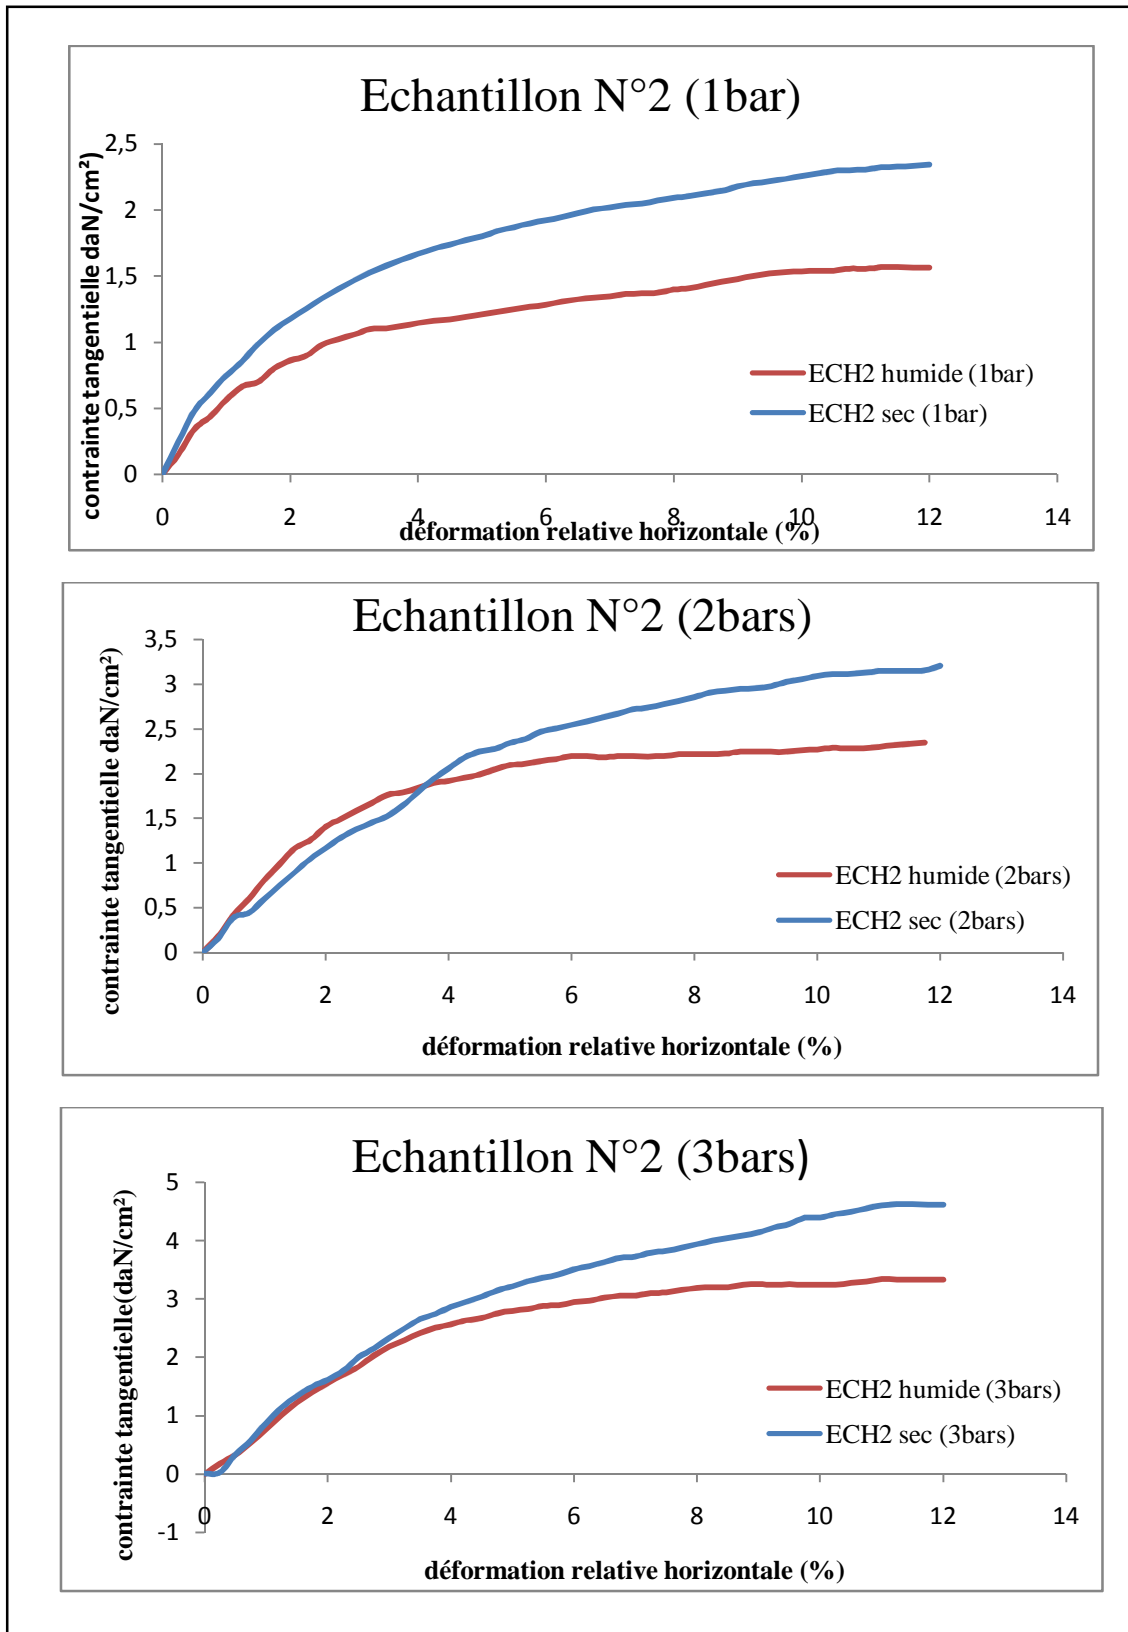 Echantillon N°2 (1bar)
contrainte tangentielle daN/cm²)
2,5
2
1,5
1
0,5
0
ECH2 humide (1bar)
ECH2 sec (1bar)
0 2 4 6 8 10 12 14
déformation relative horizontale (%)
Echantillon N°2 (2bars)
contrainte tangentielle daN/cm²)
3,5
3
2,5
2
1,5
1
0,5
0
ECH2 humide (2bars)
ECH2 sec (2bars)
0 2 4 6 8 10 12 14
déformation relative horizontale (%)
Echantillon N°2 (3bars)
contrainte tangentielle(daN/cm²)
5
4
3
2
1
0
-1
ECH2 humide (3bars)
ECH2 sec (3bars)
0 2 4 6 8 10 12 14
déformation relative horizontale (%)